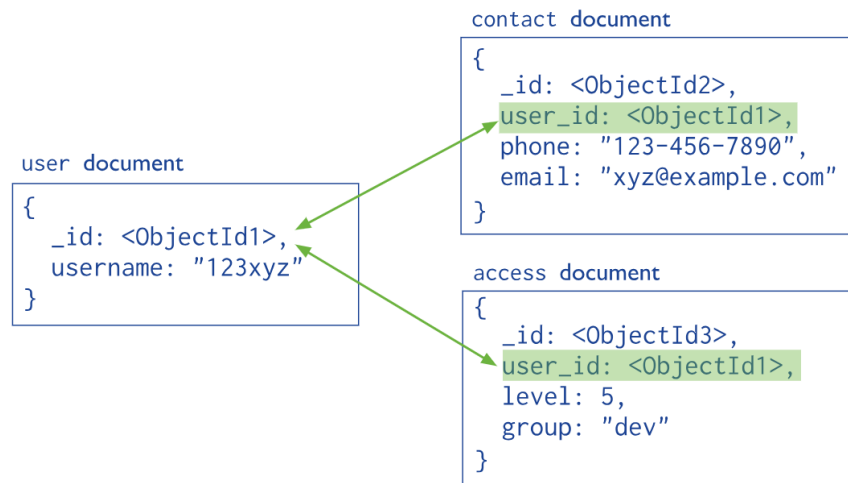 user document
{
  _id: <ObjectId1>,
  username: "123xyz"
}
contact document
{
  _id: <ObjectId2>,
  user_id: <ObjectId1>,
  phone: "123-456-7890",
  email: "xyz@example.com"
}
access document
{
  _id: <ObjectId3>,
  user_id: <ObjectId1>,
  level: 5,
  group: "dev"
}